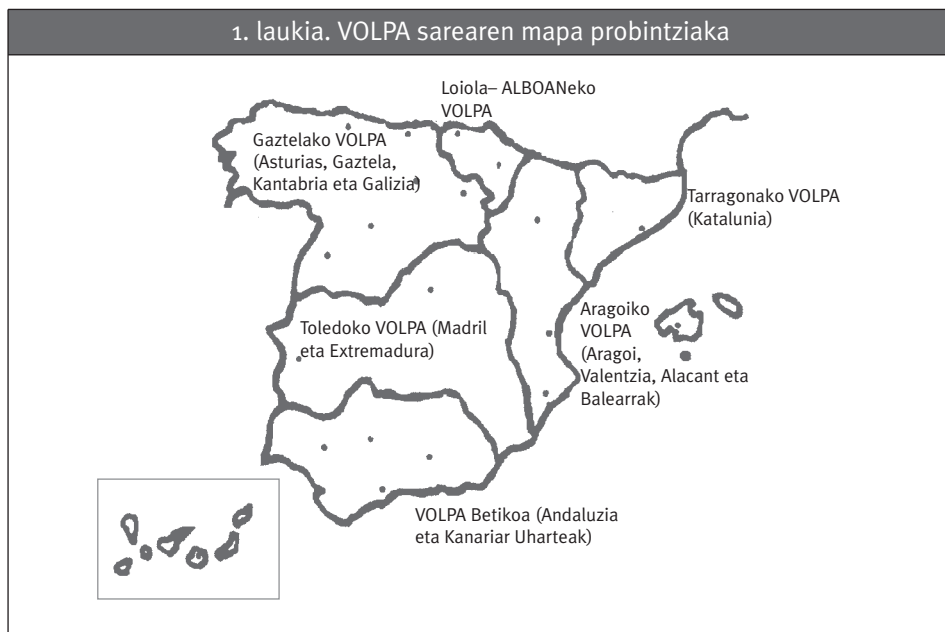 1. laukia. VOLPA sarearen mapa probintziaka
Loiola– ALBOANeko
VOLPA
Gaztelako VOLPA
(Asturias, Gaztela,
Kantabria eta Galizia)
Tarragonako VOLPA
(Katalunia)
Aragoiko
VOLPA
(Aragoi,
Valentzia, Alacant eta
Balearrak)
Toledoko VOLPA (Madril
eta Extremadura)
VOLPA Betikoa (Andaluzia
eta Kanariar Uharteak)